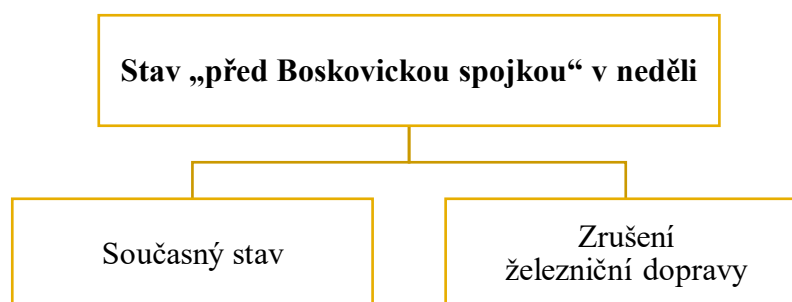 Stav „před Boskovickou spojkou“ v neděli
Současný stav
Zrušení
železniční dopravy